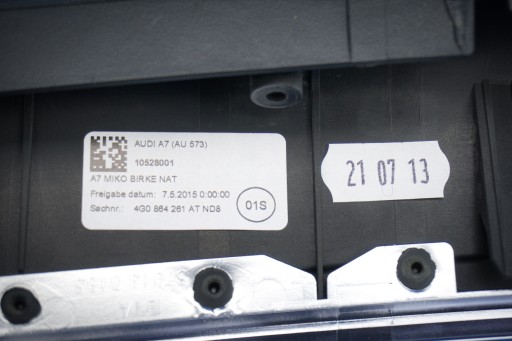 AUDI A7 (AU 573)
10528001
A7 MIKO BIRKE NAT
Freigabe datum: 7.5.2015 0:00:00
Sachnr.: 4G0 864 261 AT ND8
01S
21 07 13